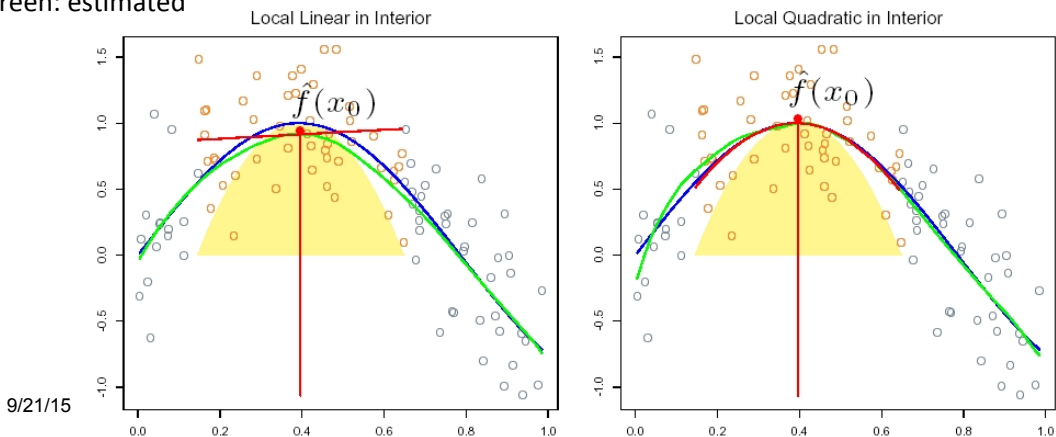 reen: estimated
Local Linear in Interior
Local Quadratic in Interior
1.5
1.0
0.5
0.0
-0.5
-1.0
f̂(x₀)
0.0 0.2 0.4 0.6 0.8 1.0
1.5
1.0
0.5
0.0
-0.5
-1.0
f̂(x₀)
0.0 0.2 0.4 0.6 0.8 1.0
9/21/15